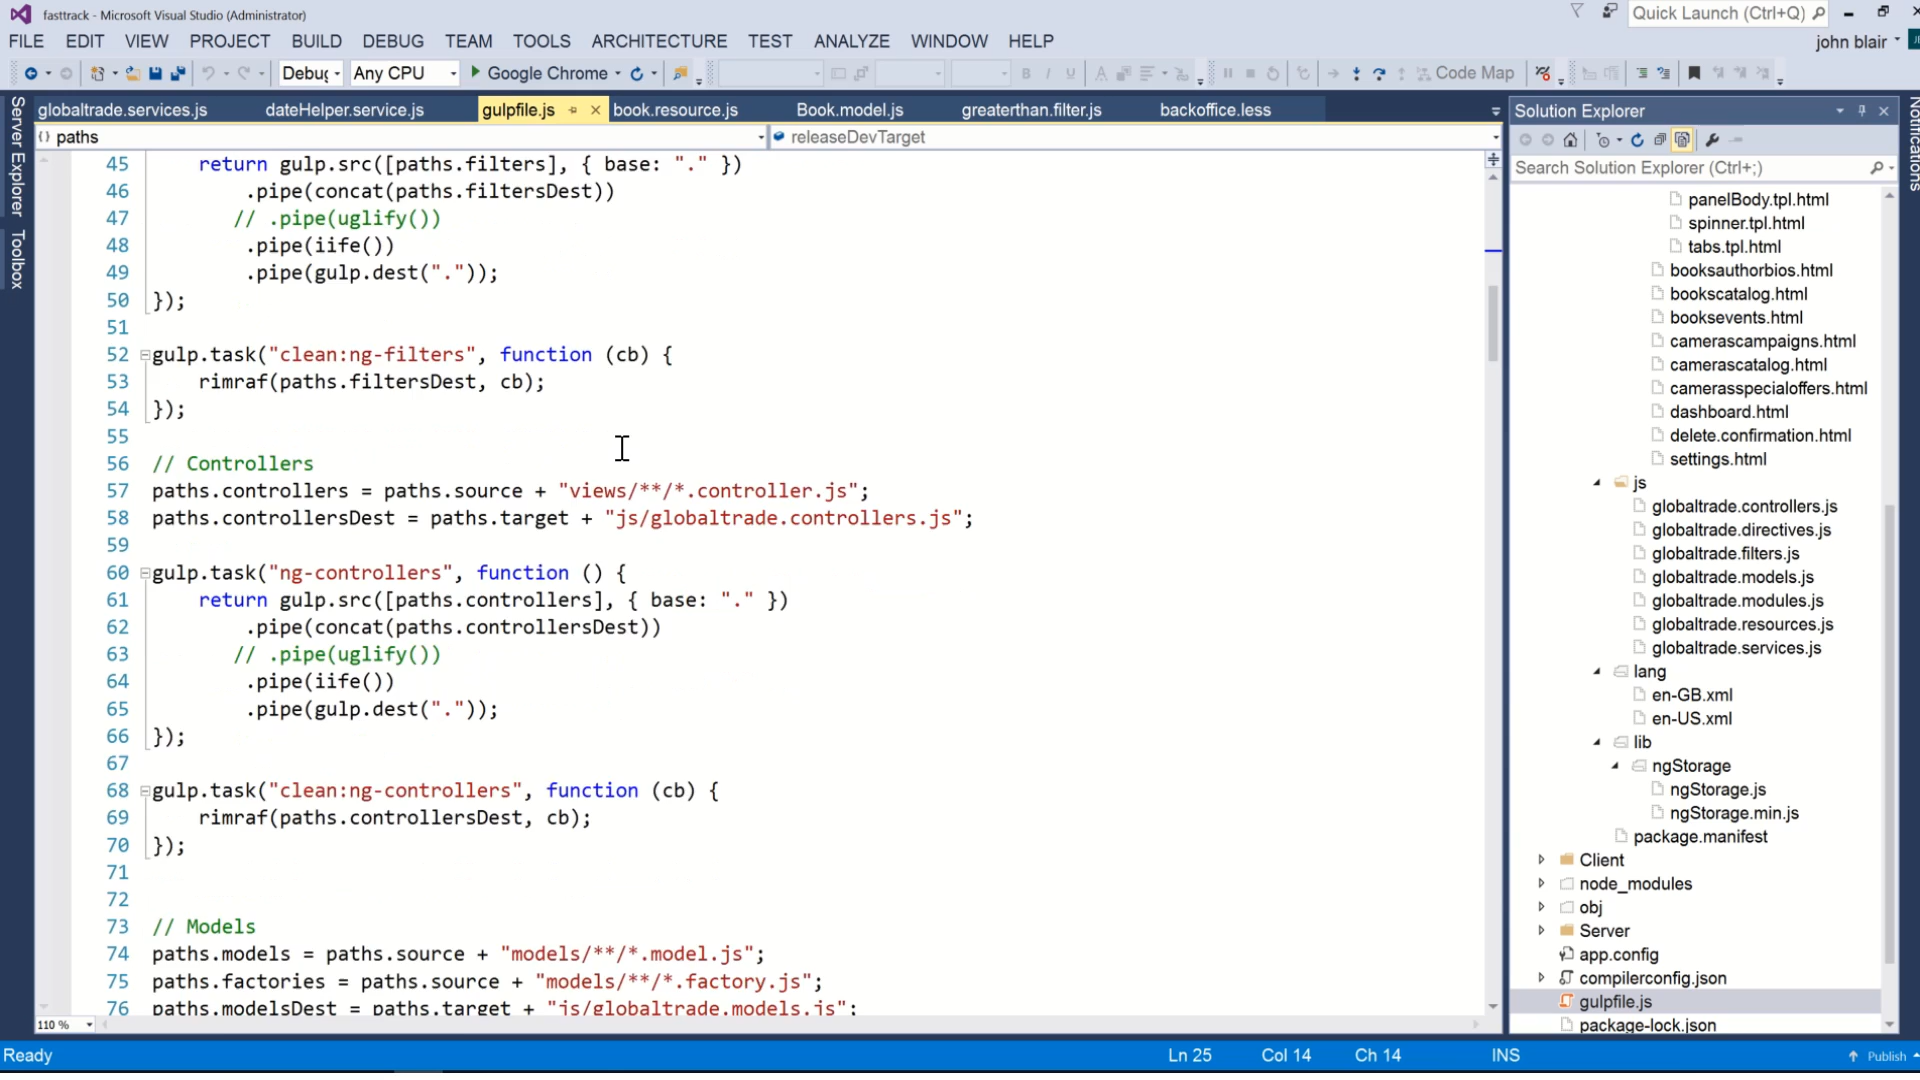 fasttrack - Microsoft Visual Studio (Administrator)
Quick Launch (Ctrl+Q)
FILE EDIT VIEW PROJECT BUILD DEBUG TEAM TOOLS ARCHITECTURE TEST ANALYZE WINDOW HELP
john blair
Debug Any CPU Google Chrome Code Map
globaltrade.services.js dateHelper.service.js gulpfile.js book.resource.js Book.model.js greaterthan.filter.js backoffice.less
paths releaseDevTarget
Server Explorer
Toolbox
45 return gulp.src([paths.filters], { base: "." })
46 .pipe(concat(paths.filtersDest))
47 // .pipe(uglify())
48 .pipe(iife())
49 .pipe(gulp.dest("."));
50 });
51
52 gulp.task("clean:ng-filters", function (cb) {
53 rimraf(paths.filtersDest, cb);
54 });
55
56 // Controllers
57 paths.controllers = paths.source + "views/**/*.controller.js";
58 paths.controllersDest = paths.target + "js/globaltrade.controllers.js";
59
60 gulp.task("ng-controllers", function () {
61 return gulp.src([paths.controllers], { base: "." })
62 .pipe(concat(paths.controllersDest))
63 // .pipe(uglify())
64 .pipe(iife())
65 .pipe(gulp.dest("."));
66 });
67
68 gulp.task("clean:ng-controllers", function (cb) {
69 rimraf(paths.controllersDest, cb);
70 });
71
72
73 // Models
74 paths.models = paths.source + "models/**/*.model.js";
75 paths.factories = paths.source + "models/**/*.factory.js";
76 paths.modelsDest = paths.target + "js/globaltrade.models.js";
110 %
Solution Explorer
Search Solution Explorer (Ctrl+;)
panelBody.tpl.html
spinner.tpl.html
tabs.tpl.html
booksauthorbios.html
bookscatalog.html
booksevents.html
camerascampaigns.html
camerascatalog.html
camerasspecialoffers.html
dashboard.html
delete.confirmation.html
settings.html
js
globaltrade.controllers.js
globaltrade.directives.js
globaltrade.filters.js
globaltrade.models.js
globaltrade.modules.js
globaltrade.resources.js
globaltrade.services.js
lang
en-GB.xml
en-US.xml
lib
ngStorage
ngStorage.js
ngStorage.min.js
package.manifest
Client
node_modules
obj
Server
app.config
compilerconfig.json
gulpfile.js
package-lock.json
Notifications
Ready Ln 25 Col 14 Ch 14 INS Publish